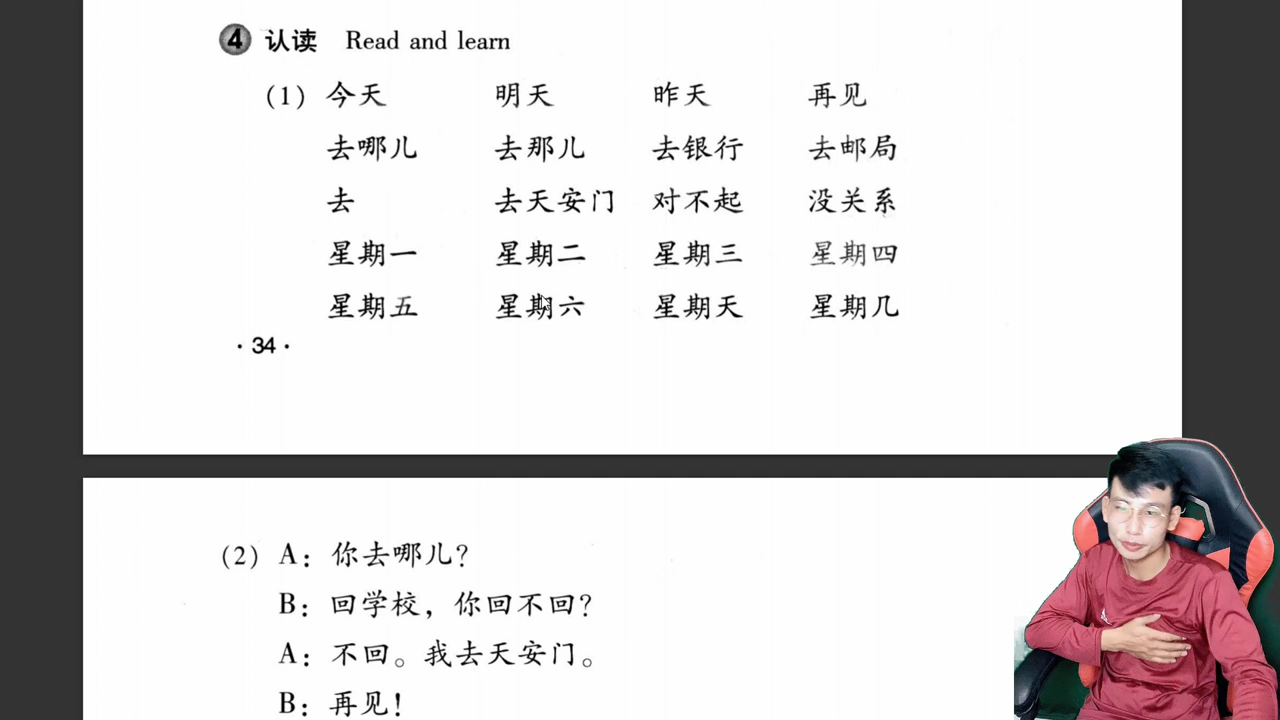 4 认读 Read and learn
(1) 今天 明天 昨天 再见
去哪儿 去那儿 去银行 去邮局
去 去天安门 对不起 没关系
星期一 星期二 星期三 星期四
星期五 星期六 星期天 星期几
· 34 ·
(2) A: 你去哪儿?
B: 回学校，你回不回?
A: 不回。我去天安门。
B: 再见!